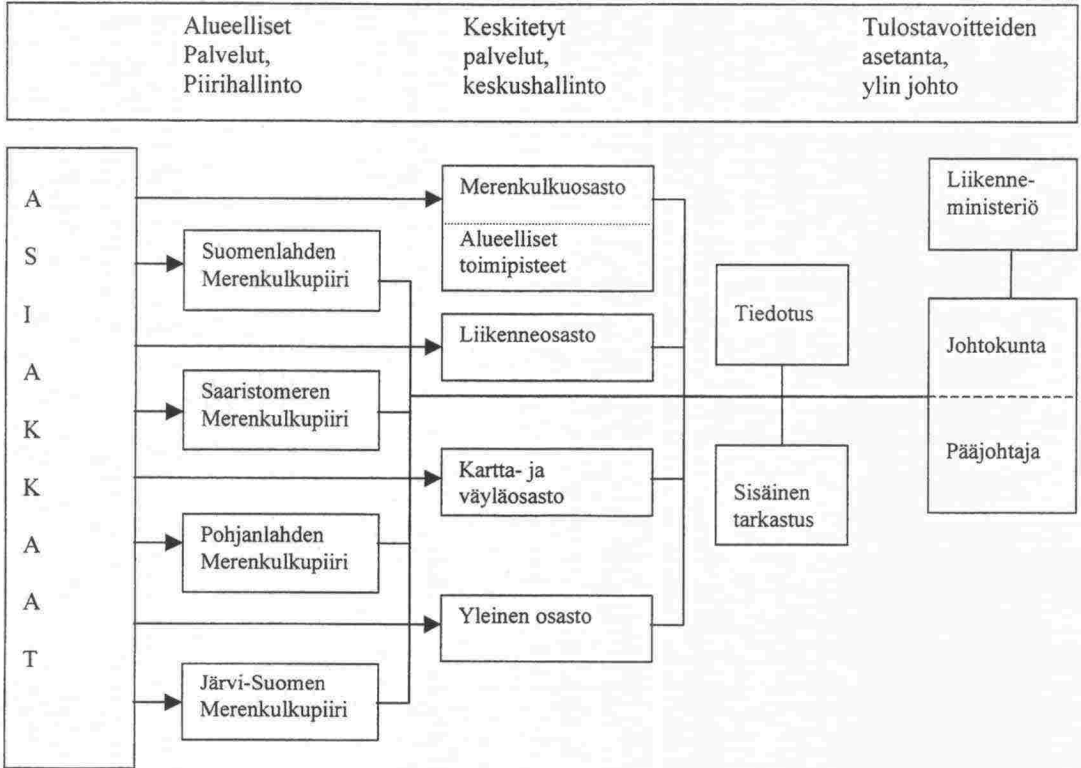 Alueelliset
Palvelut,
Piirihallinto
Keskitetyt
palvelut,
keskushallinto
Tulostavoitteiden
asetanta,
ylin johto
A
S
I
A
K
K
A
A
T
Suomenlahden
Merenkulkupiiri
Saaristomeren
Merenkulkupiiri
Pohjanlahden
Merenkulkupiiri
Järvi-Suomen
Merenkulkupiiri
Merenkulkuosasto
Alueelliset
toimipisteet
Liikenneosasto
Kartta- ja
väyläosasto
Yleinen osasto
Tiedotus
Sisäinen
tarkastus
Liikenne-
ministeriö
Johtokunta
Pääjohtaja